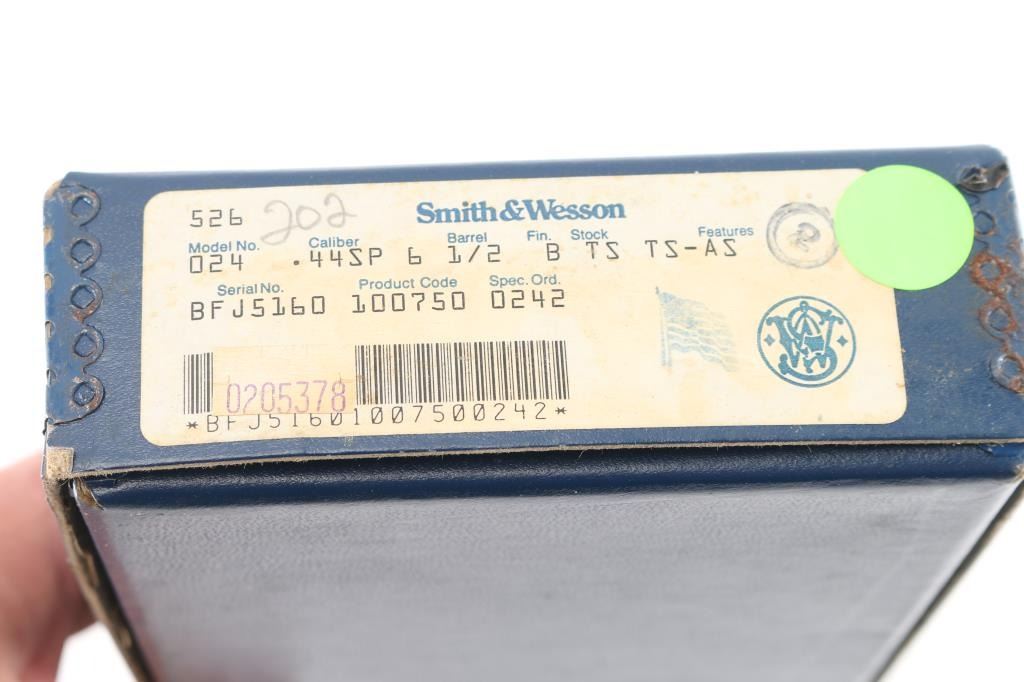 526 202 Smith&Wesson
Model No. Caliber Barrel Fin. Stock Features
024 .44SP 6 1/2 B TS TS-AS
Serial No. Product Code Spec. Ord.
BFJ5160 100750 0242
0205378
*BFJ51601007500242*